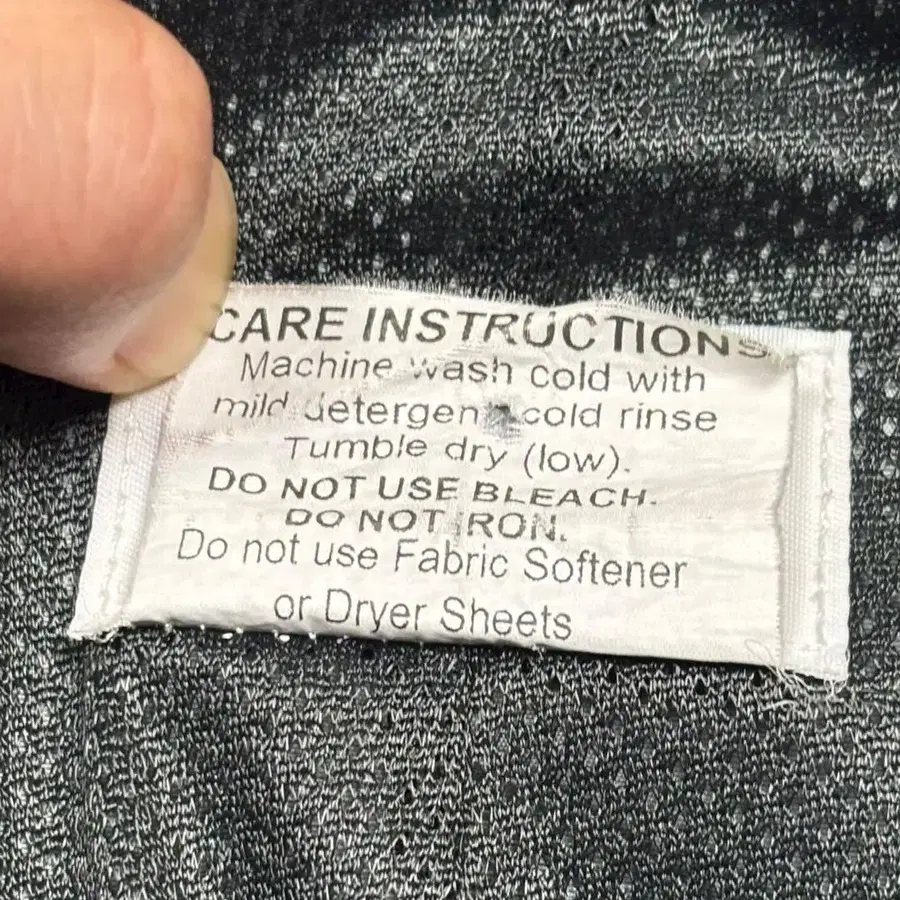 CARE INSTRUCTIONS
Machine wash cold with
mild detergent cold rinse
Tumble dry (low).
DO NOT USE BLEACH.
DO NOT IRON.
Do not use Fabric Softener
or Dryer Sheets